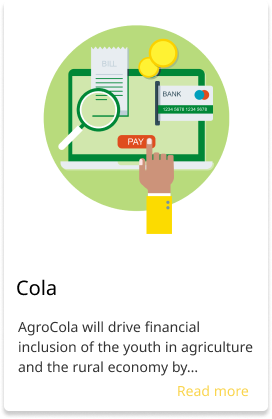 BILL
BANK
1234 5678 1234 5678
PAY
Cola
AgroCola will drive financial
inclusion of the youth in agriculture
and the rural economy by...
Read more